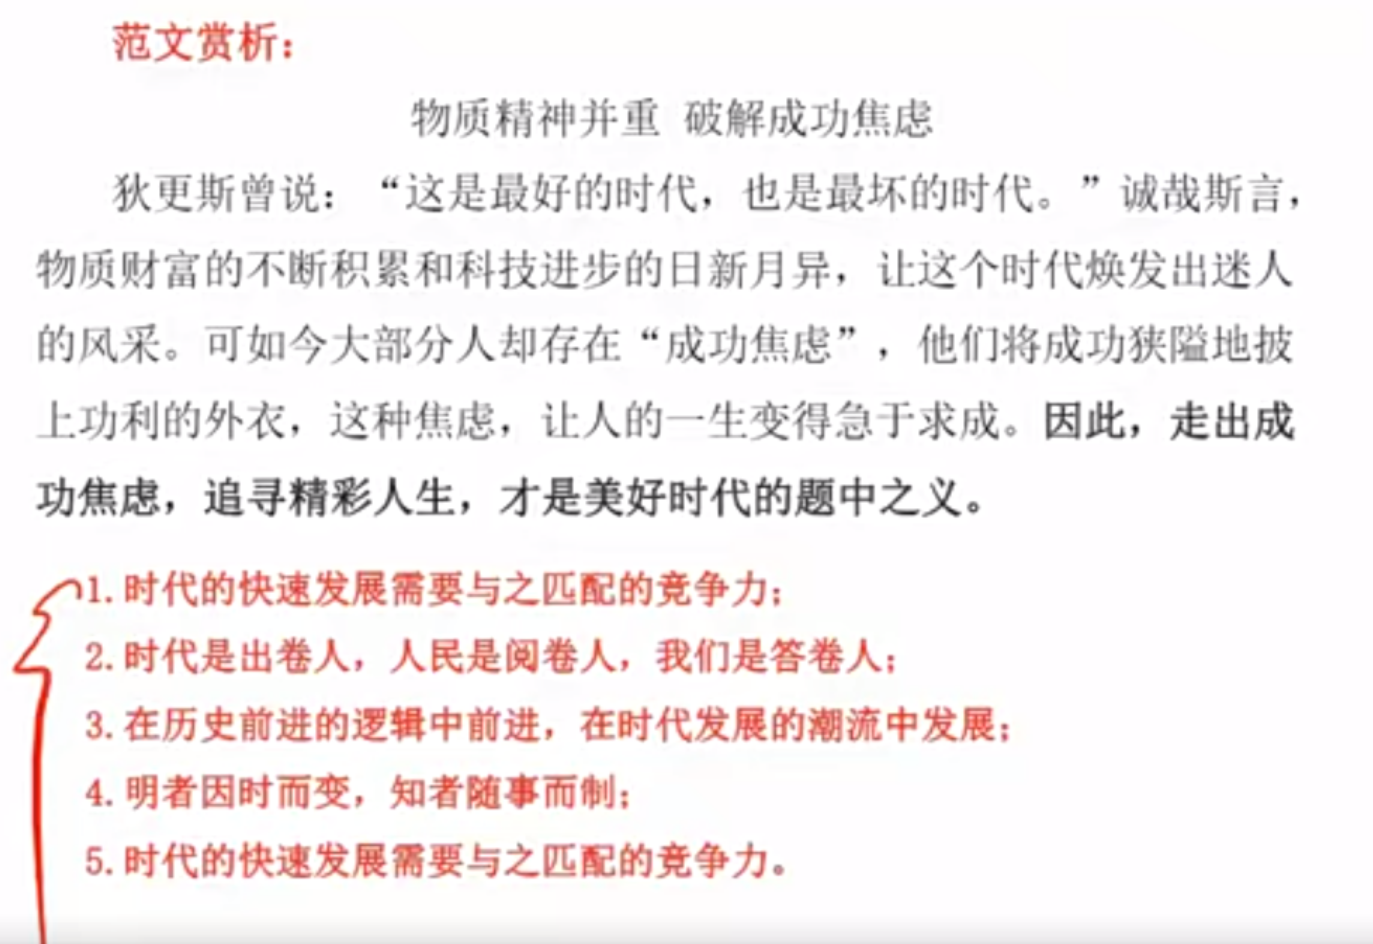 范文赏析：
物质精神并重 破解成功焦虑
狄更斯曾说：“这是最好的时代，也是最坏的时代。”诚哉斯言，
物质财富的不断积累和科技进步的日新月异，让这个时代焕发出迷人
的风采。可如今大部分人却存在“成功焦虑”，他们将成功狭隘地披
上功利的外衣，这种焦虑，让人的一生变得急于求成。因此，走出成
功焦虑，追寻精彩人生，才是美好时代的题中之义。
1.时代的快速发展需要与之匹配的竞争力；
2.时代是出卷人，人民是阅卷人，我们是答卷人；
3.在历史前进的逻辑中前进，在时代发展的潮流中发展；
4.明者因时而变，知者随事而制；
5.时代的快速发展需要与之匹配的竞争力。